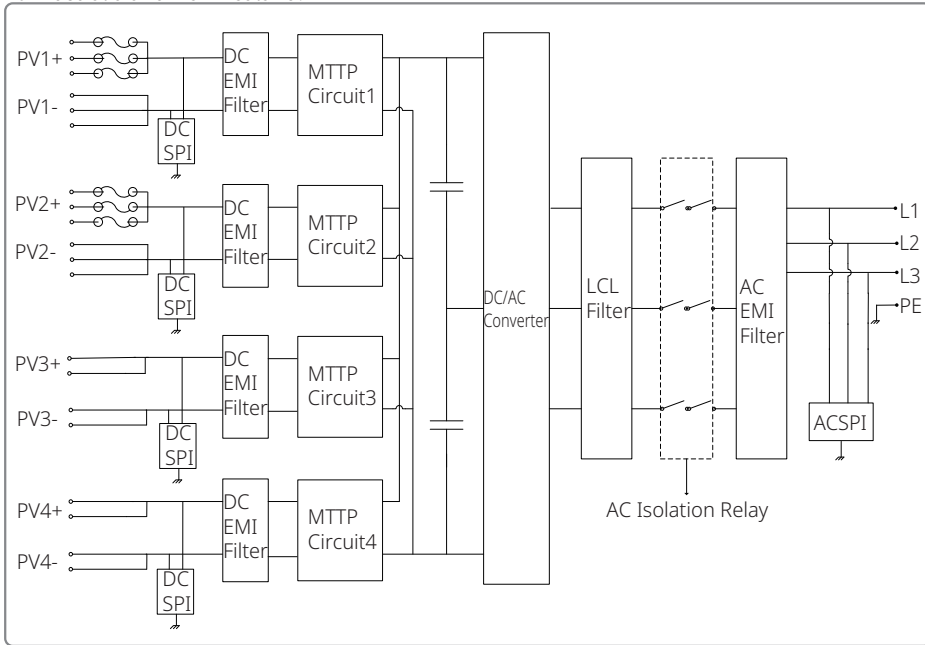 PV1+
PV1-
DC
SPI
DC
EMI
Filter
MTTP
Circuit1
PV2+
PV2-
DC
SPI
DC
EMI
Filter
MTTP
Circuit2
PV3+
PV3-
DC
SPI
DC
EMI
Filter
MTTP
Circuit3
PV4+
PV4-
DC
SPI
DC
EMI
Filter
MTTP
Circuit4
DC/AC
Converter
LCL
Filter
AC Isolation Relay
AC
EMI
Filter
L1
L2
L3
PE
ACSPI